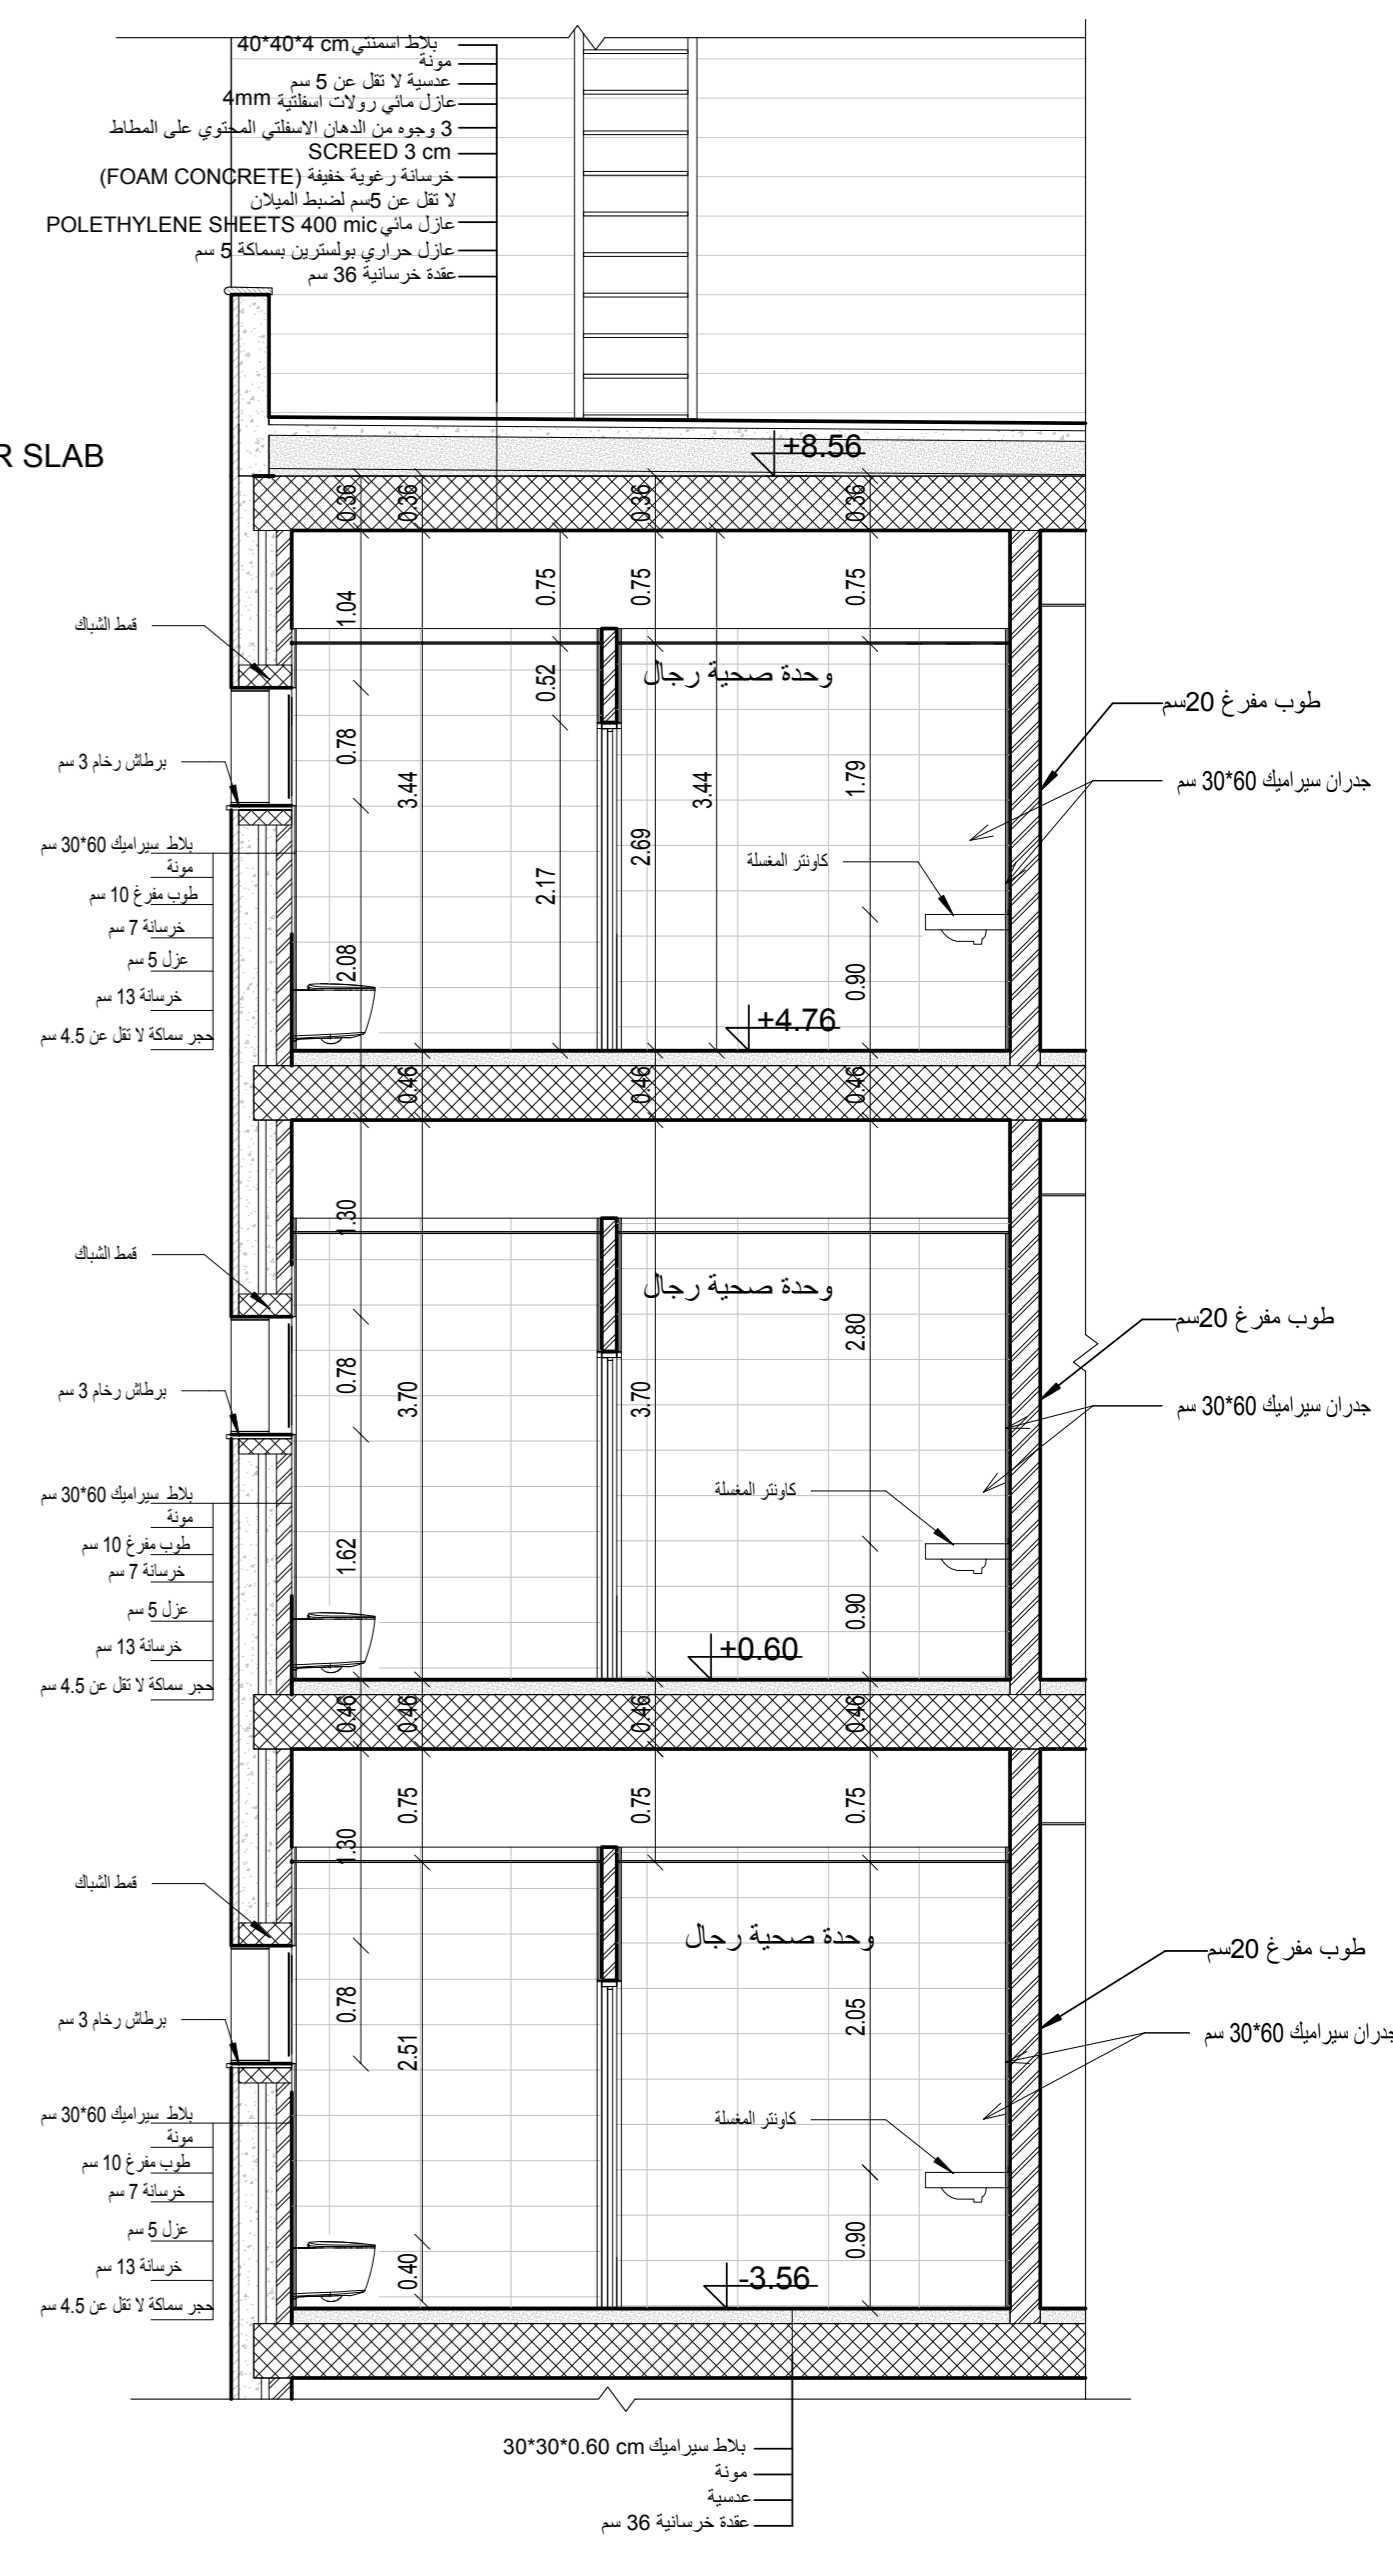 بلاط اسمنتي 40*40*4 cm
مونة
عدسية لا تقل عن 5 سم
عازل مائي رولات اسفلتية 4mm
3 وجوه من الدهان الاسفلتي المحتوي على المطاط
SCREED 3 cm
خرسانة رغوية خفيفة (FOAM CONCRETE)
لا تقل عن 5سم لضبط الميلان
عازل مائي POLETHYLENE SHEETS 400 mic
عازل حراري بولسترين بسماكة 5 سم
عقدة خرسانية 36 سم
R SLAB
+8.56
0.36
0.36
0.36
0.36
1.04
0.75
0.75
0.75
قمط الشباك
0.52
وحدة صحية رجال
طوب مفرغ 20سم
برطاش رخام 3 سم
0.78
3.44
3.44
1.79
جدران سيراميك 60*30 سم
2.69
كاونتر المغسلة
2.17
بلاط سيراميك 60*30 سم
مونة
طوب مفرغ 10 سم
خرسانة 7 سم
عزل 5 سم
خرسانة 13 سم
حجر سماكة لا تقل عن 4.5 سم
2.08
0.90
+4.76
0.46
0.46
0.46
1.30
قمط الشباك
وحدة صحية رجال
2.80
طوب مفرغ 20سم
برطاش رخام 3 سم
0.78
3.70
3.70
جدران سيراميك 60*30 سم
كاونتر المغسلة
بلاط سيراميك 60*30 سم
مونة
طوب مفرغ 10 سم
خرسانة 7 سم
عزل 5 سم
خرسانة 13 سم
حجر سماكة لا تقل عن 4.5 سم
1.62
0.90
+0.60
0.46
0.46
0.46
0.46
0.75
0.75
0.75
1.30
قمط الشباك
وحدة صحية رجال
طوب مفرغ 20سم
برطاش رخام 3 سم
0.78
2.51
2.05
جدران سيراميك 60*30 سم
كاونتر المغسلة
بلاط سيراميك 60*30 سم
مونة
طوب مفرغ 10 سم
خرسانة 7 سم
عزل 5 سم
خرسانة 13 سم
حجر سماكة لا تقل عن 4.5 سم
0.40
0.90
-3.56
بلاط سيراميك 30*30*0.60 cm
مونة
عدسية
عقدة خرسانية 36 سم